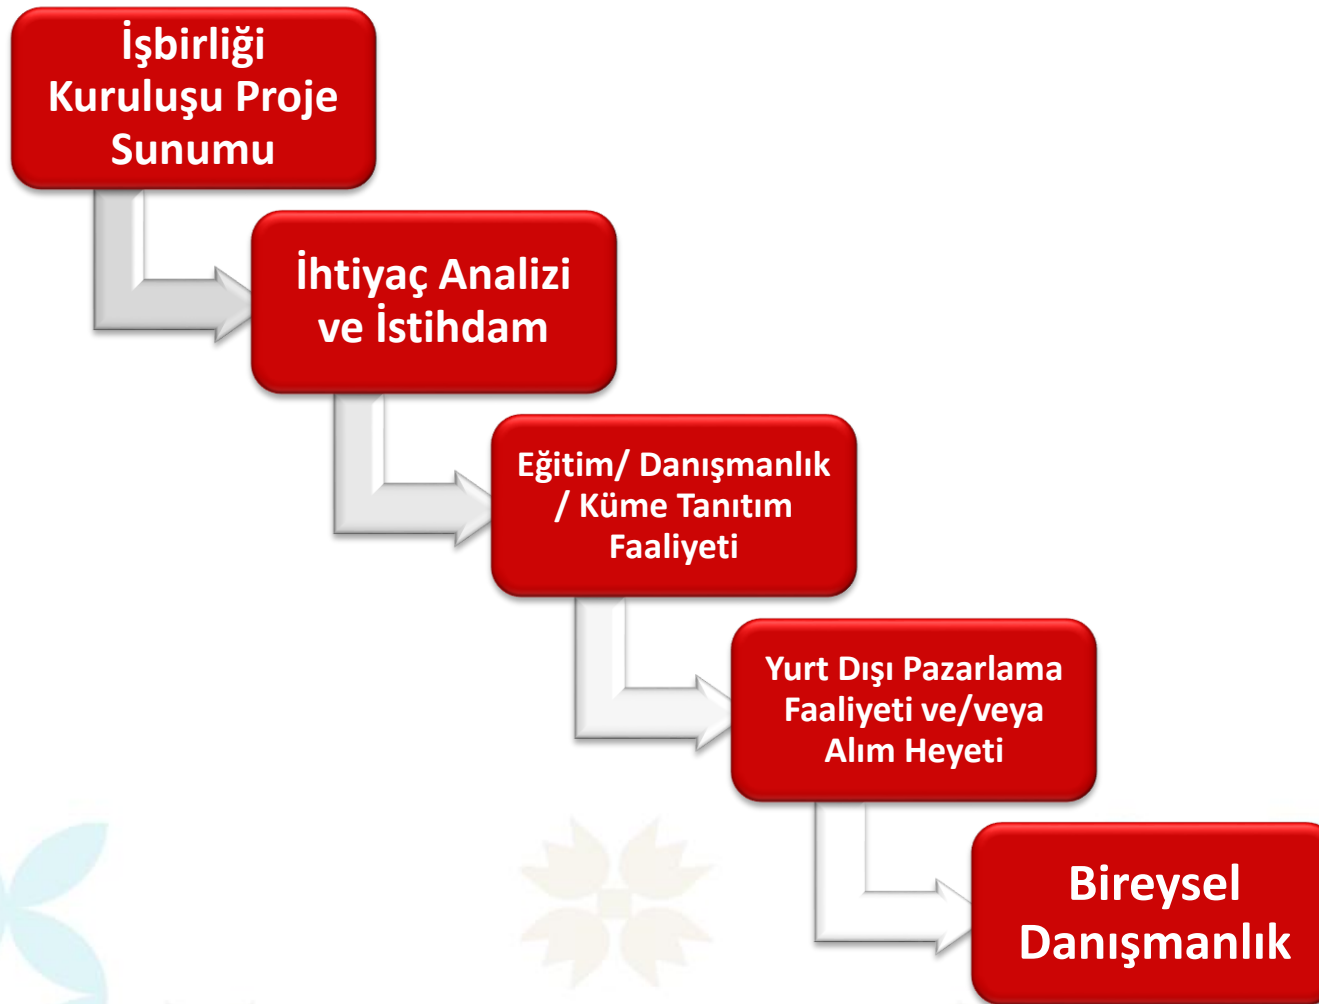 İşbirliği
Kuruluşu Proje
Sunumu
İhtiyaç Analizi
ve İstihdam
Eğitim/ Danışmanlık
/ Küme Tanıtım
Faaliyeti
Yurt Dışı Pazarlama
Faaliyeti ve/veya
Alım Heyeti
Bireysel
Danışmanlık